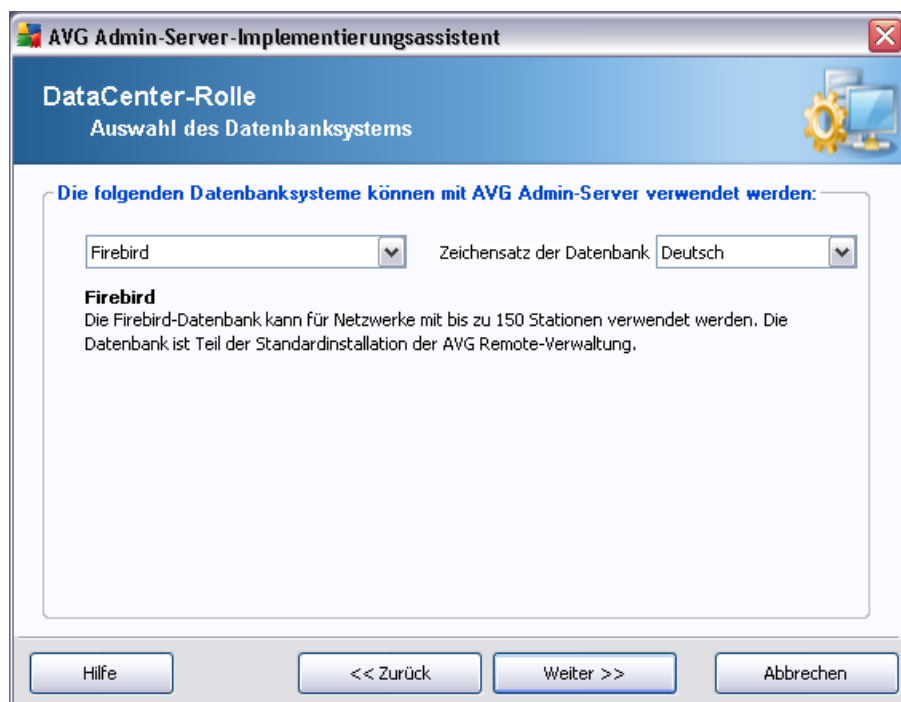 AVG Admin-Server-Implementierungsassistent
DataCenter-Rolle
Auswahl des Datenbanksystems
Die folgenden Datenbanksysteme können mit AVG Admin-Server verwendet werden:
Firebird Zeichensatz der Datenbank Deutsch
Firebird
Die Firebird-Datenbank kann für Netzwerke mit bis zu 150 Stationen verwendet werden. Die
Datenbank ist Teil der Standardinstallation der AVG Remote-Verwaltung.
Hilfe << Zurück Weiter >> Abbrechen